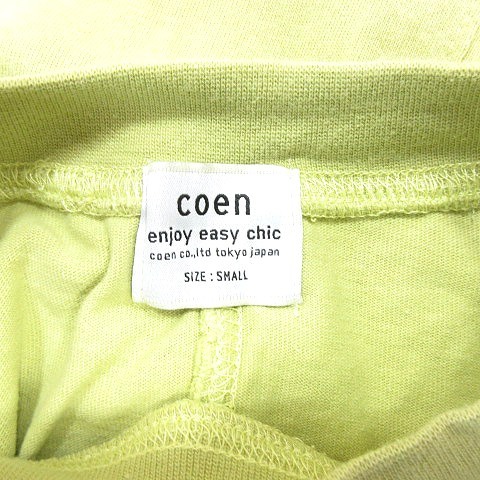 coen
enjoy easy chic
coen co.,ltd tokyo japan
SIZE : SMALL